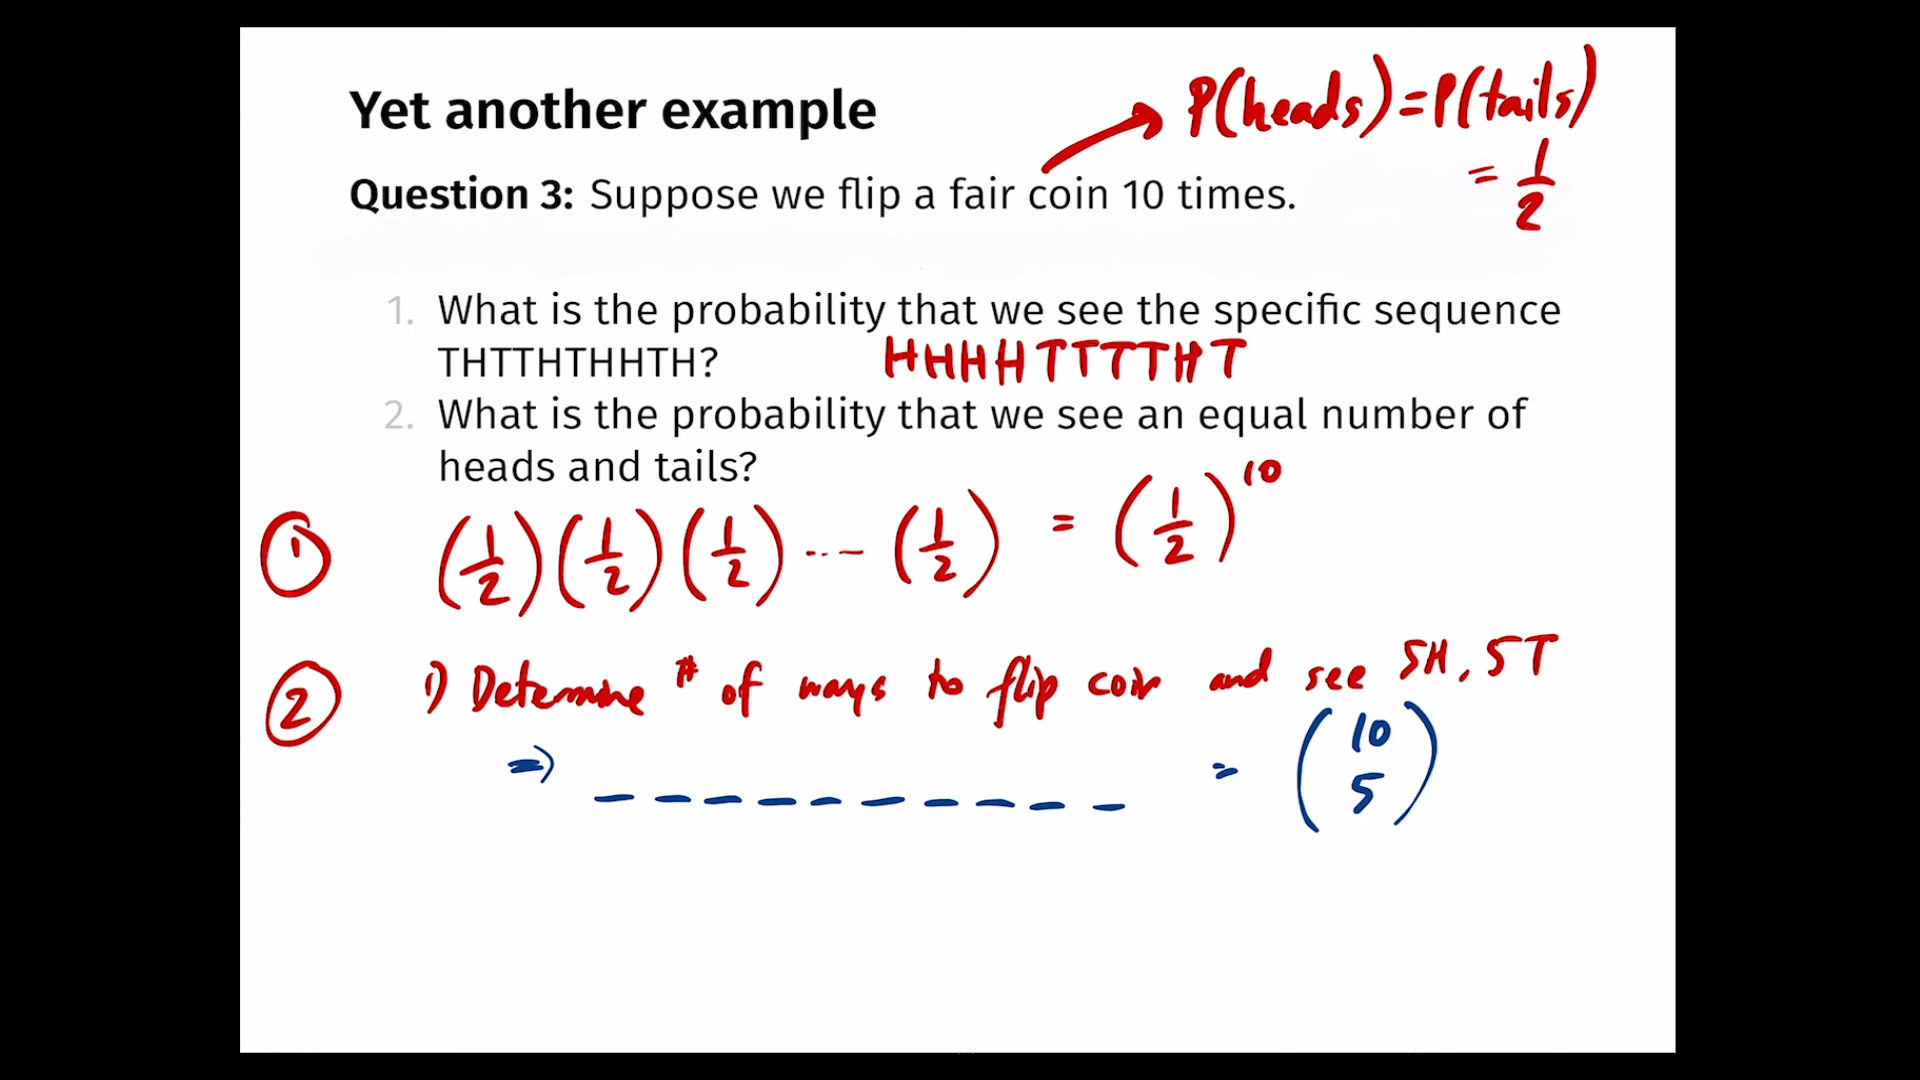 Yet another example
P(heads)=P(tails)
= 1/2
Question 3: Suppose we flip a fair coin 10 times.
1. What is the probability that we see the specific sequence
THTTHTHHTH? HHHHTTTTHT
2. What is the probability that we see an equal number of
heads and tails?
① (1/2)(1/2)(1/2) ... (1/2) = (1/2)^10
② 1) Determine # of ways to flip coin and see 5H, 5T
⇒ _ _ _ _ _ _ _ _ _ _ = (10 5)